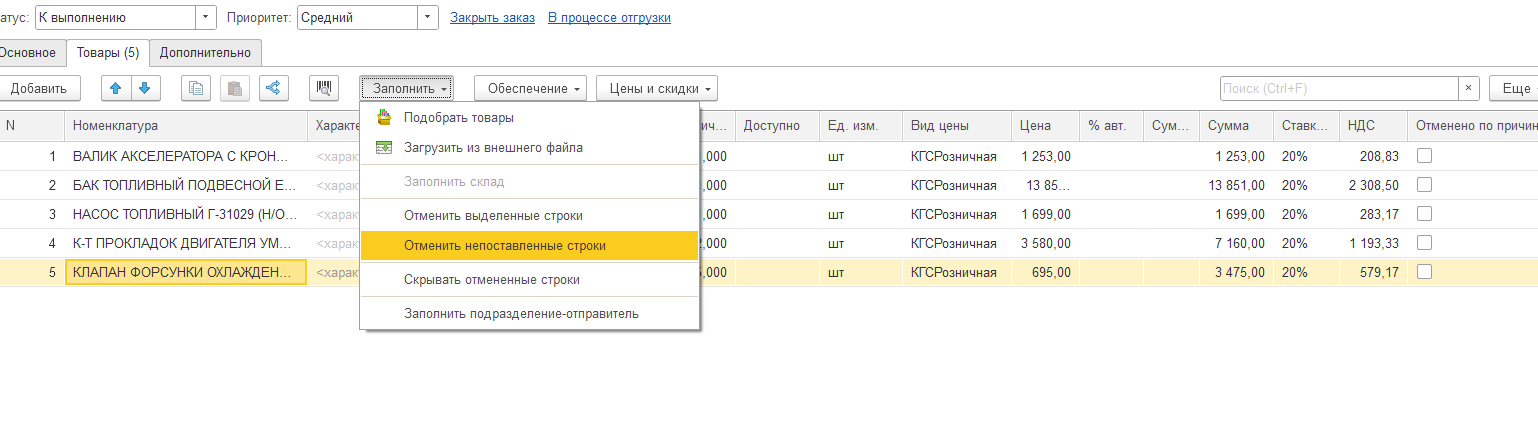 атус: К выполнению Приоритет: Средний Закрыть заказ В процессе отгрузки
Основное Товары (5) Дополнительно
Добавить Заполнить Обеспечение Цены и скидки Поиск (Ctrl+F) × Еще
N Номенклатура Характе ич... Доступно Ед. изм. Вид цены Цена % авт. Сум... Сумма Ставк... НДС Отменено по причин
1 ВАЛИК АКСЕЛЕРАТОРА С КРОН... <харак ,000 шт КГСРозничная 1 253,00 1 253,00 20% 208,83
2 БАК ТОПЛИВНЫЙ ПОДВЕСНОЙ Е... <харак ,000 шт КГСРозничная 13 85... 13 851,00 20% 2 308,50
3 НАСОС ТОПЛИВНЫЙ Г-31029 (Н/О... <харак ,000 шт КГСРозничная 1 699,00 1 699,00 20% 283,17
4 К-Т ПРОКЛАДОК ДВИГАТЕЛЯ УМ... <харак ,000 шт КГСРозничная 3 580,00 7 160,00 20% 1 193,33
5 КЛАПАН ФОРСУНКИ ОХЛАЖДЕН... <харак ,000 шт КГСРозничная 695,00 3 475,00 20% 579,17
Подобрать товары
Загрузить из внешнего файла
Заполнить склад
Отменить выделенные строки
Отменить непоставленные строки
Скрывать отмененные строки
Заполнить подразделение-отправитель